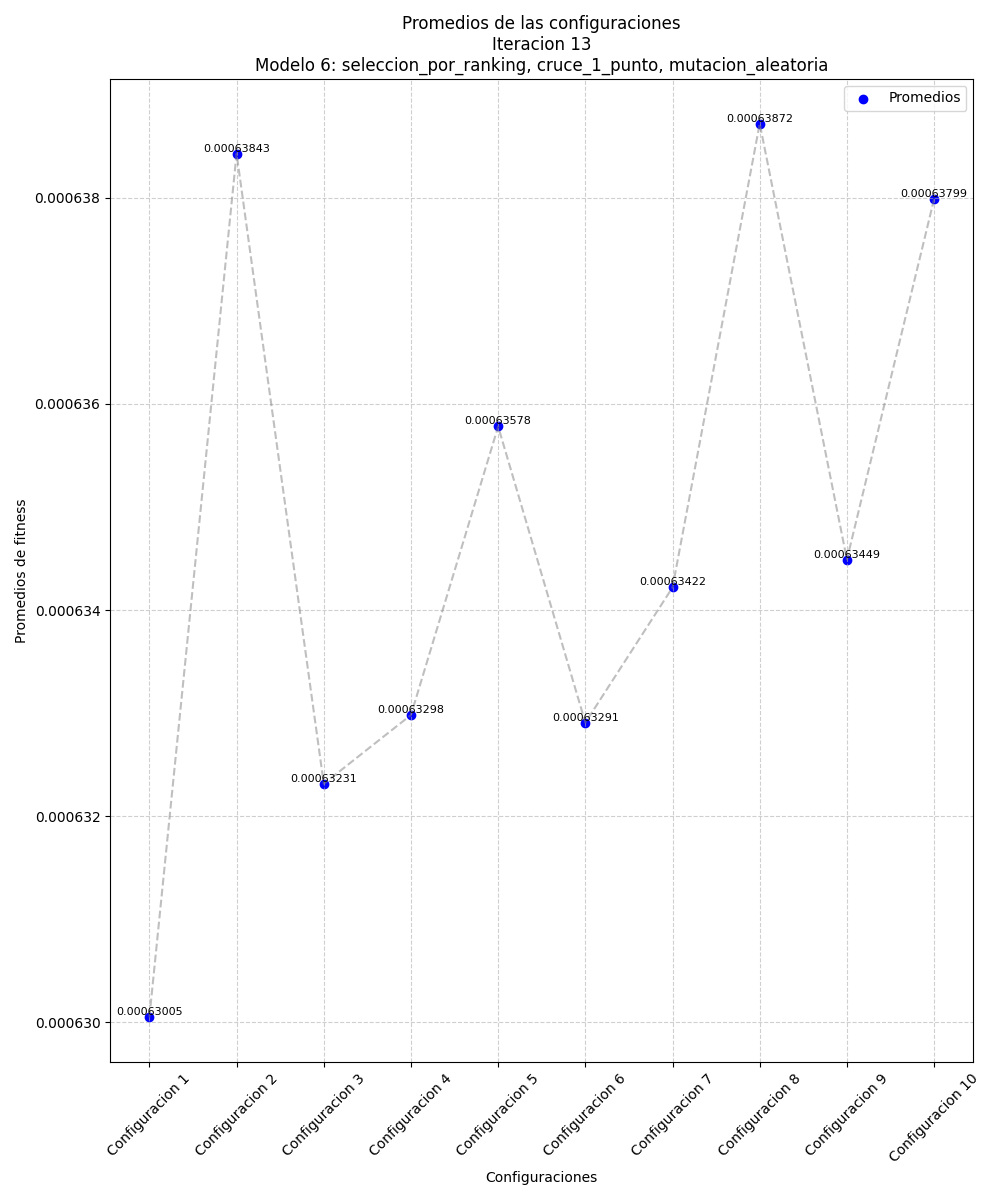 Promedios de las configuraciones
Iteracion 13
Modelo 6: seleccion_por_ranking, cruce_1_punto, mutacion_aleatoria
Promedios
0.00063872
0.00063843
0.00063799
0.000638
0.000636
0.00063578
0.00063449
0.00063422
0.000634
0.00063298
0.00063291
0.00063231
0.000632
0.00063005
0.000630
Promedios de fitness
Configuracion 1
Configuracion 2
Configuracion 3
Configuracion 4
Configuracion 5
Configuracion 6
Configuracion 7
Configuracion 8
Configuracion 9
Configuracion 10
Configuraciones